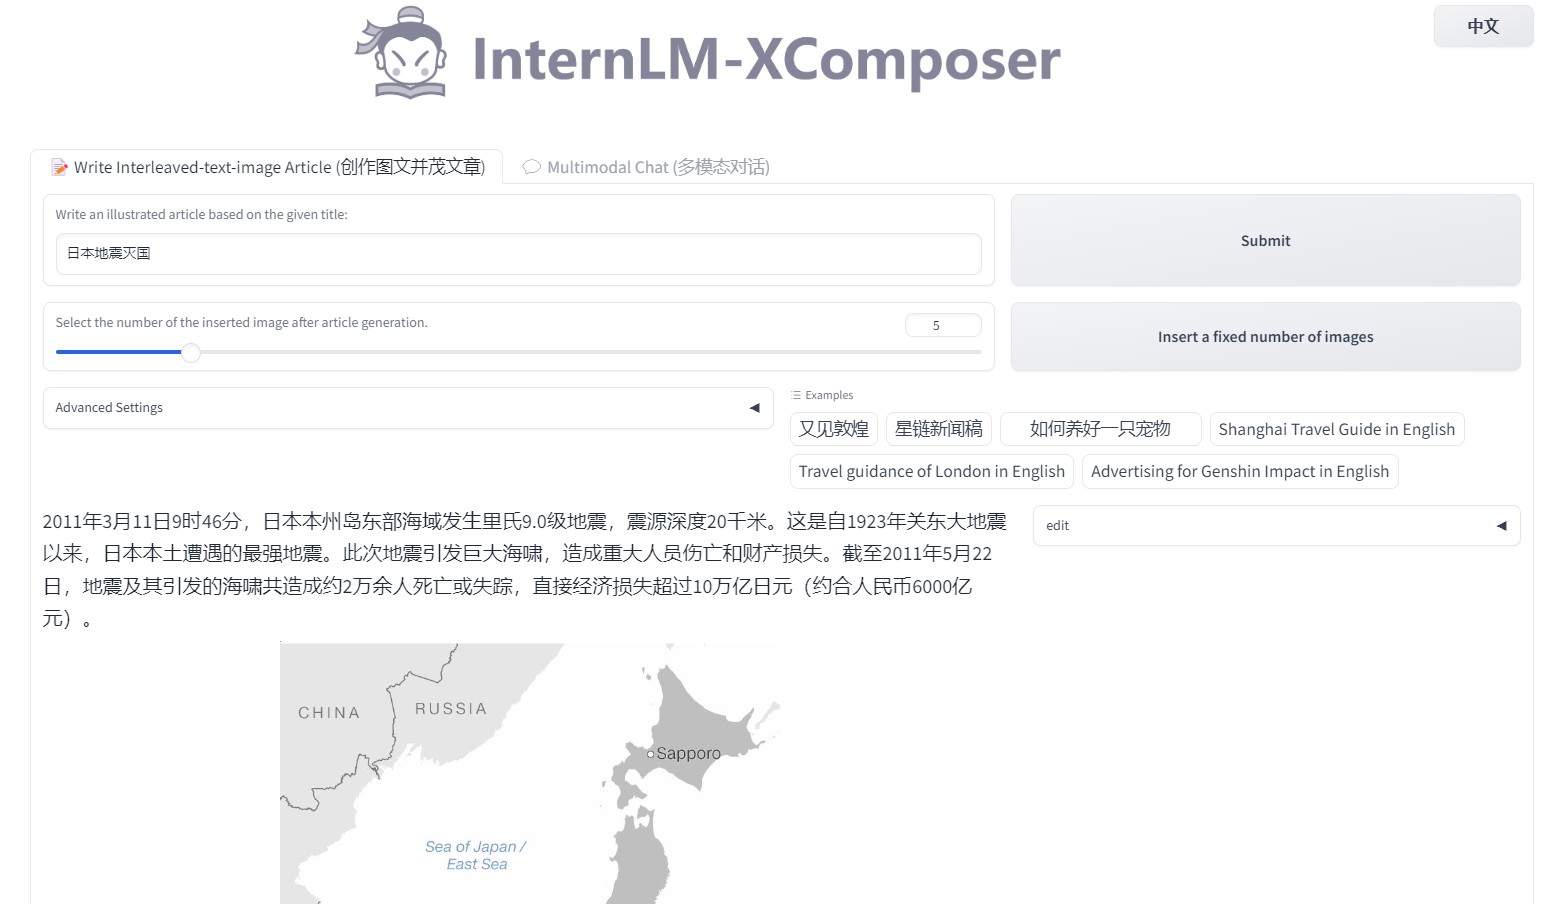 InternLM-XComposer
中文
Write Interleaved-text-image Article (创作图文并茂文章)
Multimodal Chat (多模态对话)
Write an illustrated article based on the given title:
日本地震灭国
Submit
Select the number of the inserted image after article generation.
5
Insert a fixed number of images
Advanced Settings
Examples
又见敦煌
星链新闻稿
如何养好一只宠物
Shanghai Travel Guide in English
Travel guidance of London in English
Advertising for Genshin Impact in English
2011年3月11日9时46分，日本本州岛东部海域发生里氏9.0级地震，震源深度20千米。这是自1923年关东大地震
以来，日本本土遭遇的最强地震。此次地震引发巨大海啸，造成重大人员伤亡和财产损失。截至2011年5月22
日，地震及其引发的海啸共造成约2万余人死亡或失踪，直接经济损失超过10万亿日元（约合人民币6000亿
元）。
edit
CHINA
RUSSIA
Sapporo
Sea of Japan /
East Sea